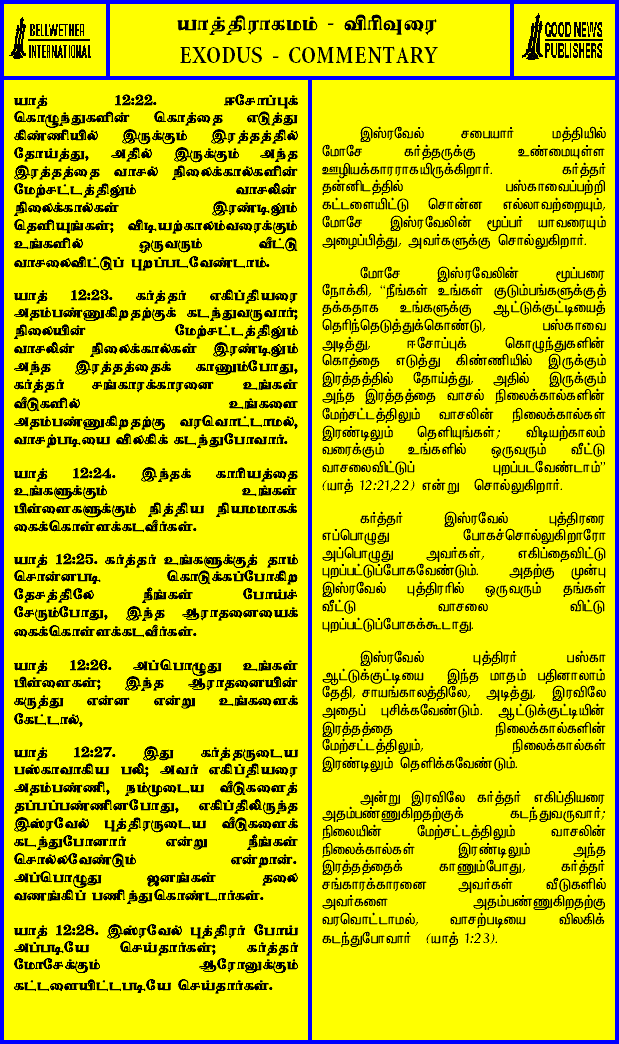 BELLWETHER
INTERNATIONAL
யாத்திராகமம் - விரிவுரை
EXODUS - COMMENTARY
GOOD NEWS
PUBLISHERS
யாத் 12:22. ஈசோப்புக்
கொழுந்துகளின் கொத்தை எடுத்து
கிண்ணியில் இருக்கும் இரத்தத்தில்
தோய்த்து, அதில் இருக்கும் அந்த
இரத்தத்தை வாசல் நிலைக்கால்களின்
மேற்சட்டத்திலும் வாசலின்
நிலைக்கால்கள் இரண்டிலும்
தெளியுங்கள்; விடியற்காலம்வரைக்கும்
உங்களில் ஒருவரும் வீட்டு
வாசலைவிட்டுப் புறப்படவேண்டாம்.
யாத் 12:23. கர்த்தர் எகிப்தியரை
அதம்பண்ணுகிறதற்குக் கடந்துவருவார்;
நிலையின் மேற்சட்டத்திலும்
வாசலின் நிலைக்கால்கள் இரண்டிலும்
அந்த இரத்தத்தைக் காணும்போது,
கர்த்தர் சங்காரக்காரனை உங்கள்
வீடுகளில் உங்களை
அதம்பண்ணுகிறதற்கு வரவொட்டாமல்,
வாசற்படியை விலகிக் கடந்துபோவார்.
யாத் 12:24. இந்தக் காரியத்தை
உங்களுக்கும் உங்கள்
பிள்ளைகளுக்கும் நித்திய நியமமாகக்
கைக்கொள்ளக்கடவீர்கள்.
யாத் 12:25. கர்த்தர் உங்களுக்குத் தாம்
சொன்னபடி கொடுக்கப்போகிற
தேசத்திலே நீங்கள் போய்ச்
சேரும்போது, இந்த ஆராதனையைக்
கைக்கொள்ளக்கடவீர்கள்.
யாத் 12:26. அப்பொழுது உங்கள்
பிள்ளைகள்; இந்த ஆராதனையின்
கருத்து என்ன என்று உங்களைக்
கேட்டால்,
யாத் 12:27. இது கர்த்தருடைய
பஸ்காவாகிய பலி; அவர் எகிப்தியரை
அதம்பண்ணி, நம்முடைய வீடுகளைத்
தப்பப்பண்ணினபோது, எகிப்திலிருந்த
இஸ்ரவேல் புத்திரருடைய வீடுகளைக்
கடந்துபோனார் என்று நீங்கள்
சொல்லவேண்டும் என்றான்.
அப்பொழுது ஜனங்கள் தலை
வணங்கிப் பணிந்துகொண்டார்கள்.
யாத் 12:28. இஸ்ரவேல் புத்திரர் போய்
அப்படியே செய்தார்கள்; கர்த்தர்
மோசேக்கும் ஆரோனுக்கும்
கட்டளையிட்டபடியே செய்தார்கள்.
இஸ்ரவேல் சபையார் மத்தியில்
மோசே கர்த்தருக்கு உண்மையுள்ள
ஊழியக்காரராகயிருக்கிறார். கர்த்தர்
தன்னிடத்தில் பஸ்காவைப்பற்றி
கட்டளையிட்டு சொன்ன எல்லாவற்றையும்,
மோசே இஸ்ரவேலின் மூப்பர் யாவரையும்
அழைப்பித்து, அவர்களுக்கு சொல்லுகிறார்.
மோசே இஸ்ரவேலின் மூப்பரை
நோக்கி, "நீங்கள் உங்கள் குடும்பங்களுக்குத்
தக்கதாக உங்களுக்கு ஆட்டுக்குட்டியைத்
தெரிந்தெடுத்துக்கொண்டு, பஸ்காவை
அடித்து, ஈசோப்புக் கொழுந்துகளின்
கொத்தை எடுத்து கிண்ணியில் இருக்கும்
இரத்தத்தில் தோய்த்து, அதில் இருக்கும்
அந்த இரத்தத்தை வாசல் நிலைக்கால்களின்
மேற்சட்டத்திலும் வாசலின் நிலைக்கால்கள்
இரண்டிலும் தெளியுங்கள்; விடியற்காலம்
வரைக்கும் உங்களில் ஒருவரும் வீட்டு
வாசலைவிட்டுப் புறப்படவேண்டாம்"
(யாத் 12:21,22) என்று சொல்லுகிறார்.
கர்த்தர் இஸ்ரவேல் புத்திரரை
எப்பொழுது போகச்சொல்லுகிறாரோ
அப்பொழுது அவர்கள், எகிப்தைவிட்டு
புறப்பட்டுப்போகவேண்டும். அதற்கு முன்பு
இஸ்ரவேல் புத்திரரில் ஒருவரும் தங்கள்
வீட்டு வாசலை விட்டு
புறப்பட்டுப்போகக்கூடாது.
இஸ்ரவேல் புத்திரர் பஸ்கா
ஆட்டுக்குட்டியை இந்த மாதம் பதினாலாம்
தேதி, சாயங்காலத்திலே, அடித்து, இரவிலே
அதைப் புசிக்கவேண்டும். ஆட்டுக்குட்டியின்
இரத்தத்தை நிலைக்கால்களின்
மேற்சட்டத்திலும், நிலைக்கால்கள்
இரண்டிலும் தெளிக்கவேண்டும்.
அன்று இரவிலே கர்த்தர் எகிப்தியரை
அதம்பண்ணுகிறதற்குக் கடந்துவருவார்;
நிலையின் மேற்சட்டத்திலும் வாசலின்
நிலைக்கால்கள் இரண்டிலும் அந்த
இரத்தத்தைக் காணும்போது, கர்த்தர்
சங்காரக்காரனை அவர்கள் வீடுகளில்
அவர்களை அதம்பண்ணுகிறதற்கு
வரவொட்டாமல், வாசற்படியை விலகிக்
கடந்துபோவார் (யாத் 1:23).